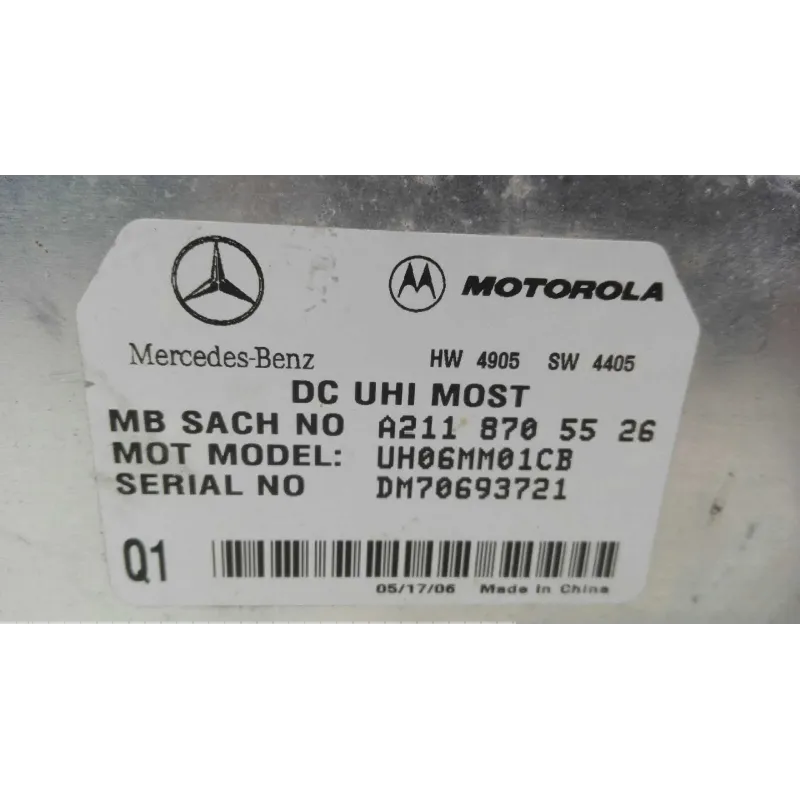 MOTOROLA
Mercedes-Benz
HW 4905 SW 4405
DC UHI MOST
MB SACH NO A211 870 55 26
MOT MODEL: UH06MM01CB
SERIAL NO DM70693721
Q1
05/17/06 Made In China